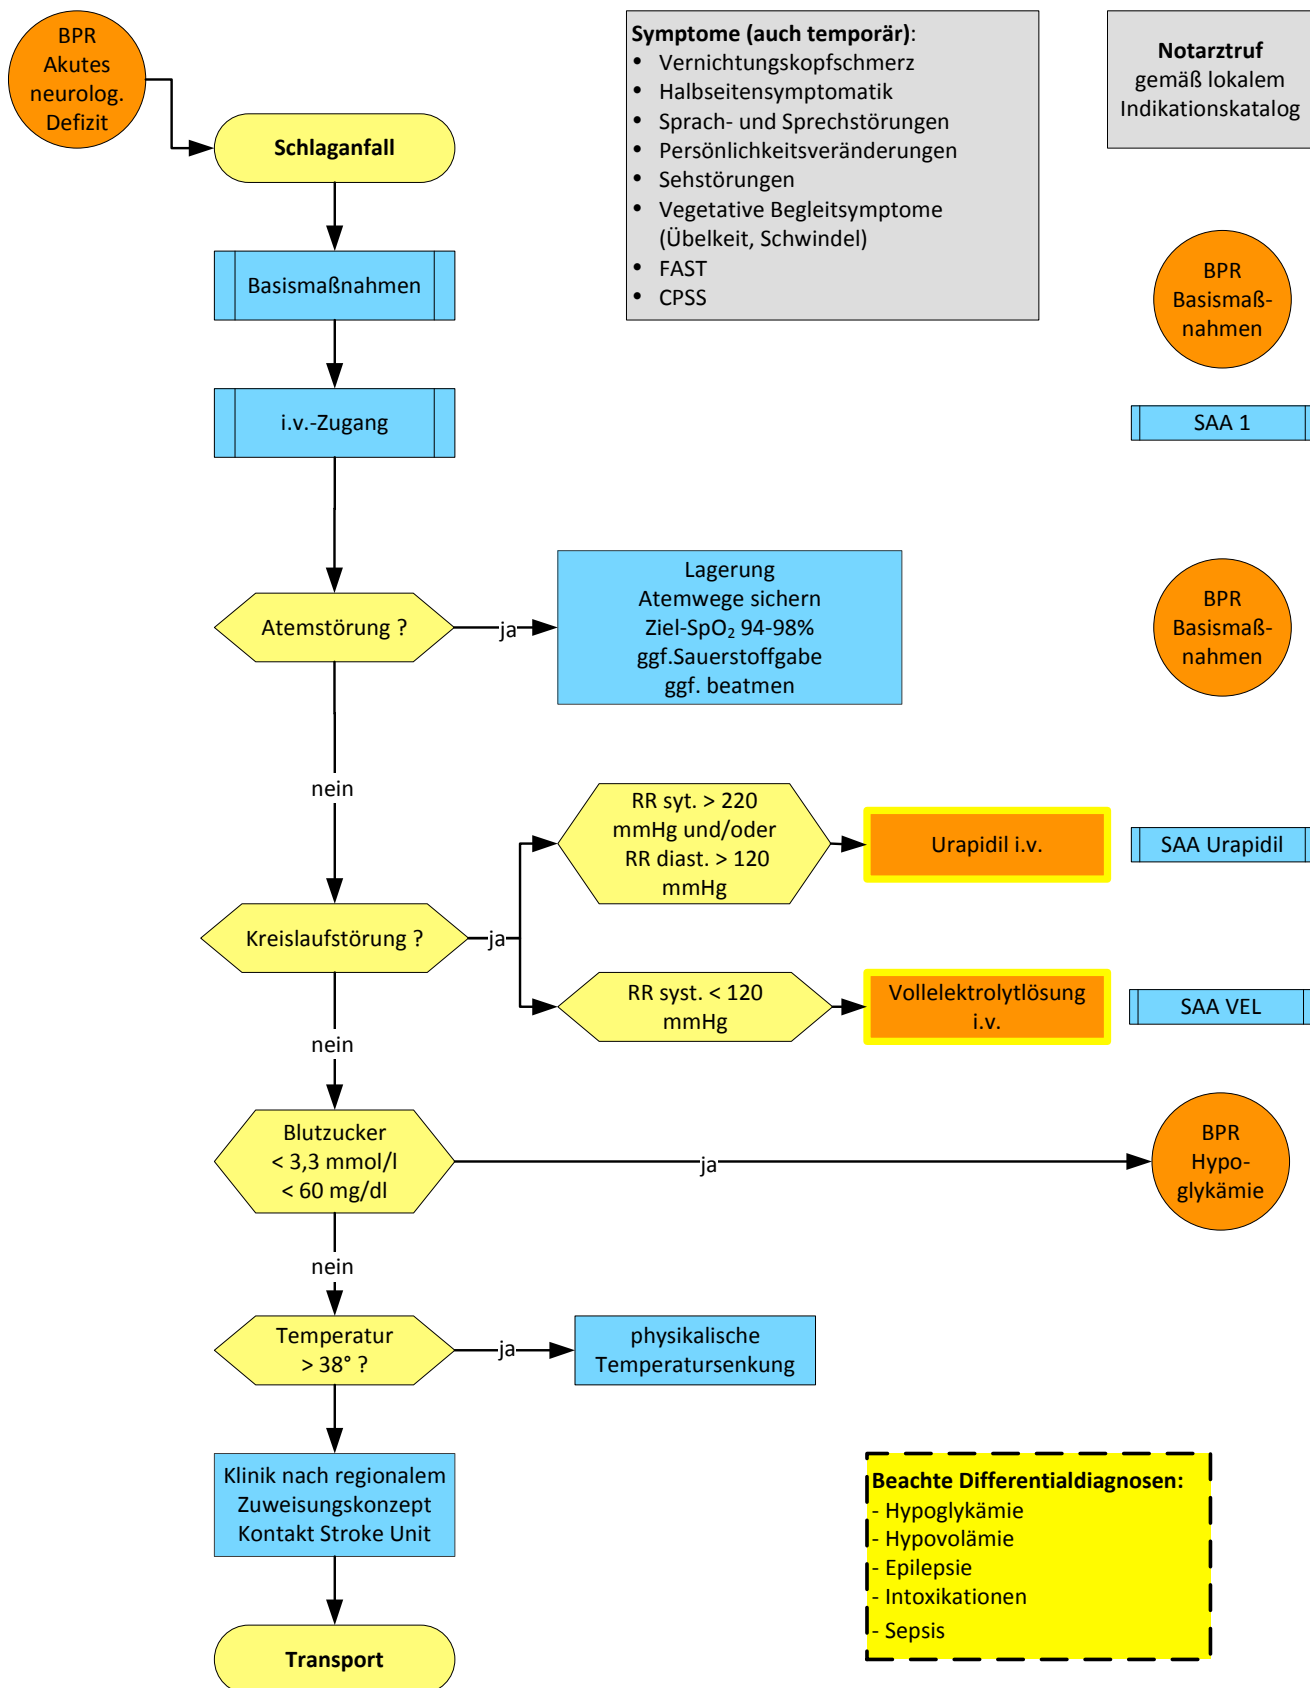 BPR
Akutes
neurolog.
Defizit
Schlaganfall
Symptome (auch temporär):
• Vernichtungskopfschmerz
• Halbseitensymptomatik
• Sprach- und Sprechstörungen
• Persönlichkeitsveränderungen
• Sehstörungen
• Vegetative Begleitsymptome
(Übelkeit, Schwindel)
• FAST
• CPSS
Notarztruf
gemäß lokalem
Indikationskatalog
Basismaßnahmen
BPR
Basismaß-
nahmen
i.v.-Zugang
SAA 1
Atemstörung ?
ja
Lagerung
Atemwege sichern
Ziel-SpO₂ 94-98%
ggf.Sauerstoffgabe
ggf. beatmen
BPR
Basismaß-
nahmen
nein
RR syt. > 220
mmHg und/oder
RR diast. > 120
mmHg
Urapidil i.v.
SAA Urapidil
Kreislaufstörung ?
ja
RR syst. < 120
mmHg
Vollelektrolytlösung
i.v.
SAA VEL
nein
Blutzucker
< 3,3 mmol/l
< 60 mg/dl
ja
BPR
Hypo-
glykämie
nein
Temperatur
> 38° ?
ja
physikalische
Temperatursenkung
Klinik nach regionalem
Zuweisungskonzept
Kontakt Stroke Unit
Beachte Differentialdiagnosen:
- Hypoglykämie
- Hypovolämie
- Epilepsie
- Intoxikationen
- Sepsis
Transport